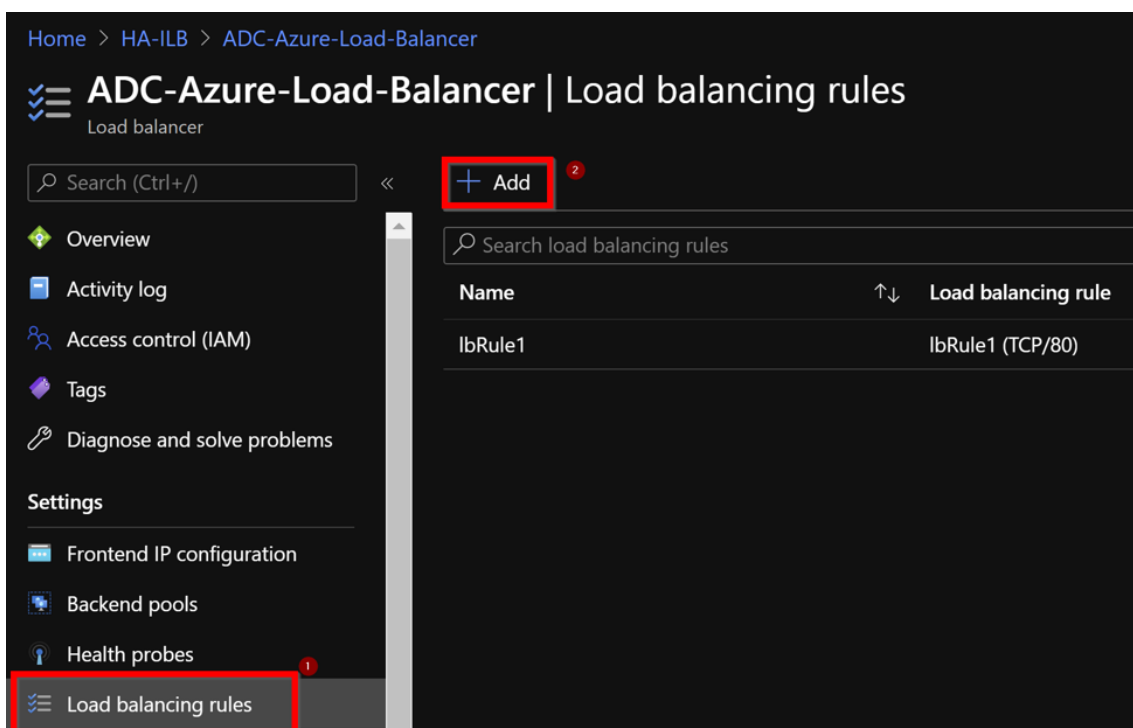 Home > HA-ILB > ADC-Azure-Load-Balancer
ADC-Azure-Load-Balancer | Load balancing rules
Load balancer
Search (Ctrl+/)
«
+ Add
2
Overview
Search load balancing rules
Activity log
Name ↑↓ Load balancing rule
Access control (IAM)
lbRule1 lbRule1 (TCP/80)
Tags
Diagnose and solve problems
Settings
Frontend IP configuration
Backend pools
Health probes
1
Load balancing rules